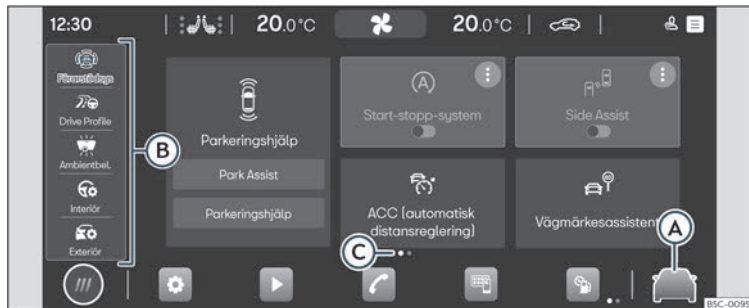 12:30
20.0°C
20.0°C
Förarstödsys
Drive Profile
Ambientbel.
Interiör
Exteriör
B
Parkeringshjälp
Park Assist
Parkeringshjälp
A
Start-stopp-system
Side Assist
ACC (automatisk
distansreglering)
Vägmärkesassistent
C
A
B5C-0095